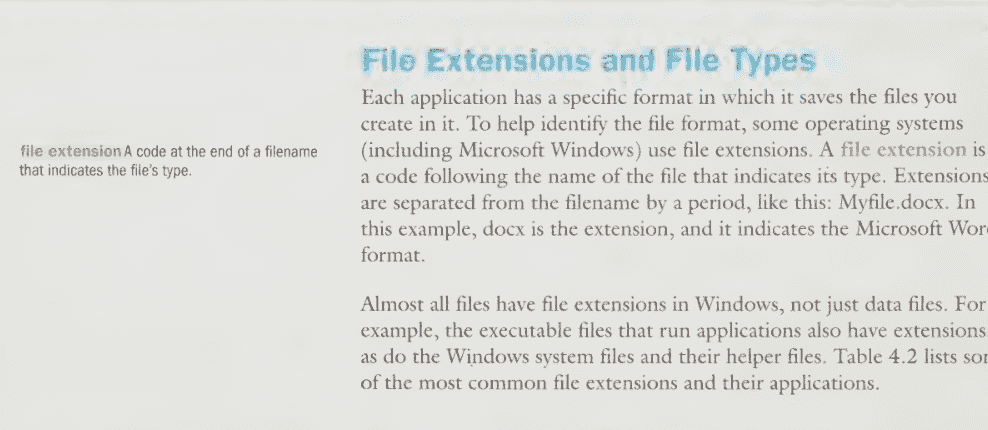 File Extensions and File Types
Each application has a specific format in which it saves the files you
create in it. To help identify the file format, some operating systems
(including Microsoft Windows) use file extensions. A file extension is
a code following the name of the file that indicates its type. Extensions
are separated from the filename by a period, like this: Myfile.docx. In
this example, docx is the extension, and it indicates the Microsoft
format.
file extension A code at the end of a filename
that indicates the file's type.
Almost all files have file extensions in Windows, not just data files. For
example, the executable files that run applications also have extensions,
as do the Windows system files and their helper files. Table 4.2 lists
of the most common file extensions and their applications.